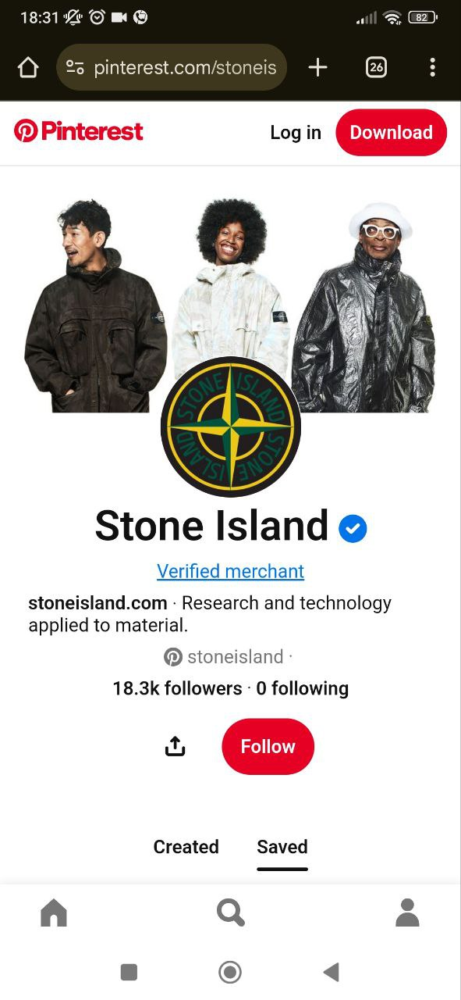 18:31
82
pinterest.com/stoneis
26
Pinterest
Log in
Download
STONE ISLAND STONE ISLAND
Stone Island
Verified merchant
stoneisland.com · Research and technology
applied to material.
stoneisland ·
18.3k followers · 0 following
Follow
Created
Saved